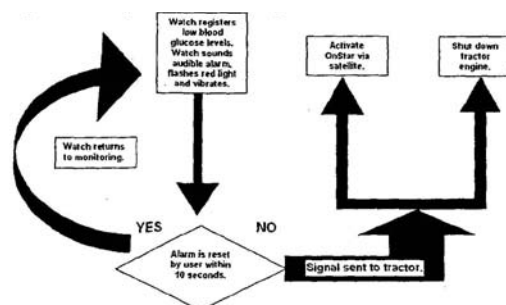 Watch registers
low blood
glucose levels.
Watch sounds
audible alarm,
flashes red light
and vibrates.
Activate
OnStar via
satellite.
Shut down
tractor
engine.
Watch returns
to monitoring.
YES
NO
Alarm is reset
by user within
10 seconds.
Signal sent to tractor.